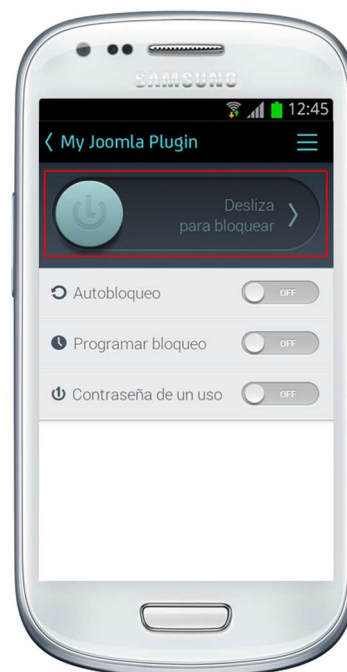 SAMSUNG
12:45
My Joomla Plugin
Desliza
para bloquear
Autobloqueo
OFF
Programar bloqueo
OFF
Contraseña de un uso
OFF